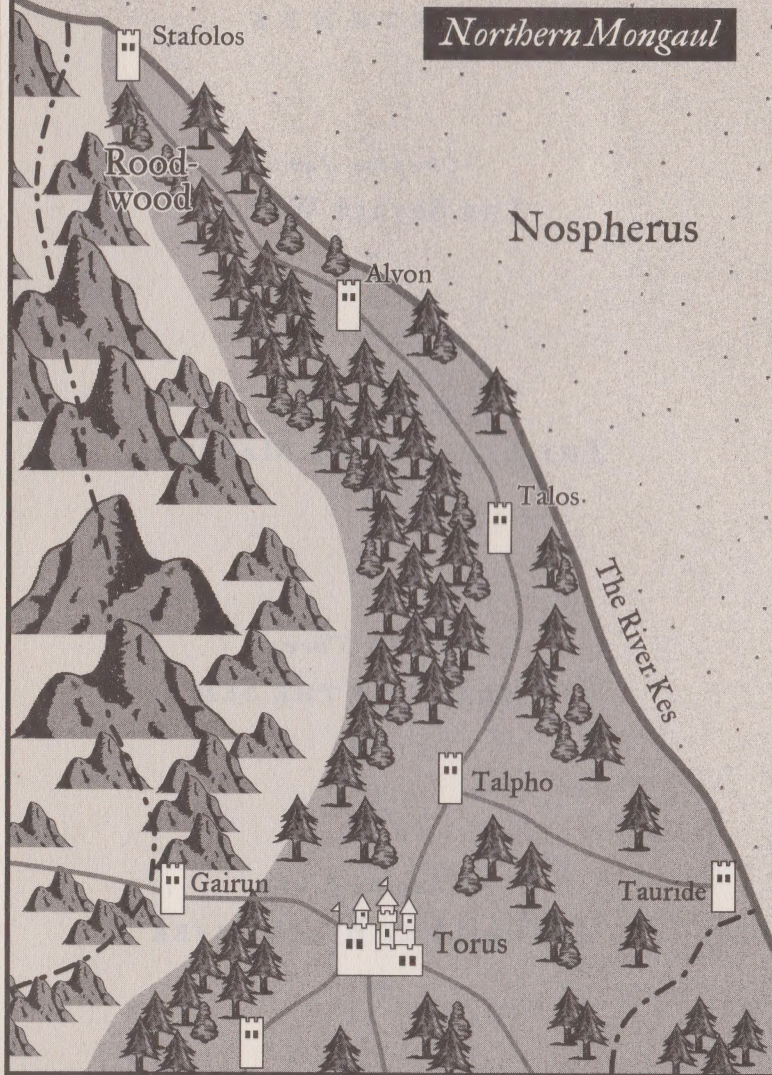 Northern Mongaul
Stafolos
Rood-
wood
Nospherus
Alvon
Talos
The River Kes
Talpho
Gairun
Tauride
Torus